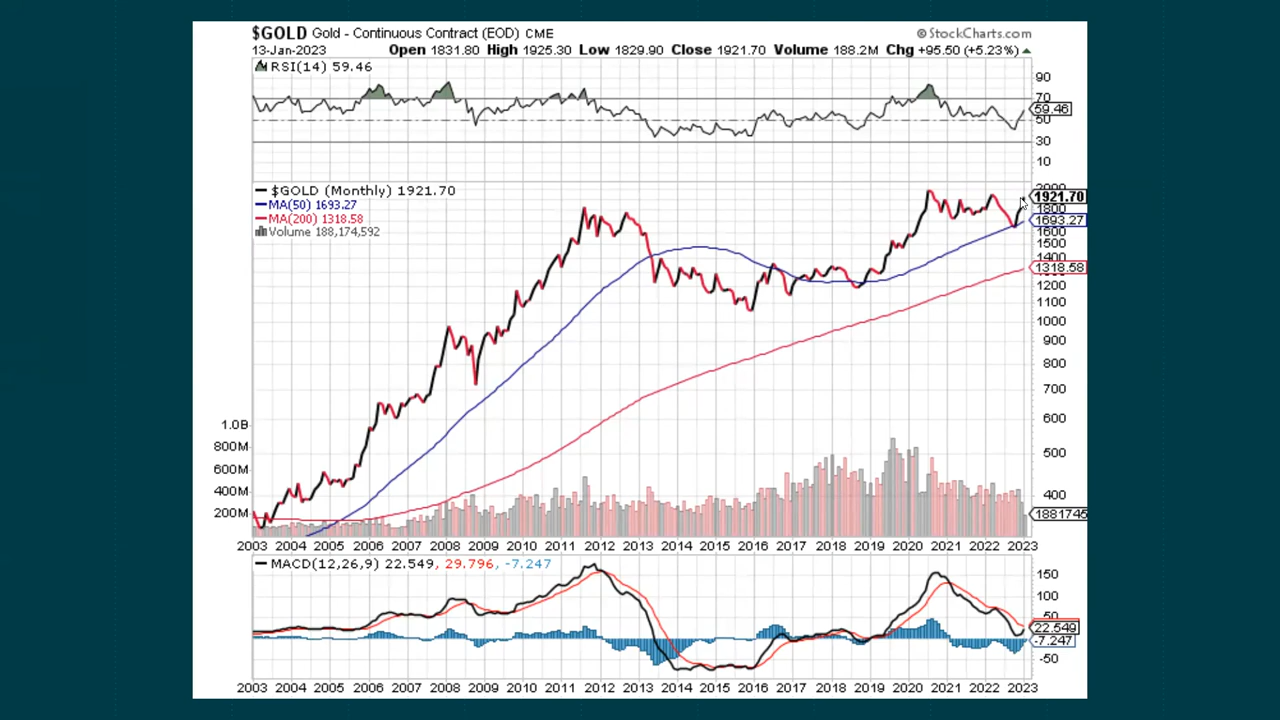 $GOLD Gold - Continuous Contract (EOD) CME
© StockCharts.com
13-Jan-2023 Open 1831.80 High 1925.30 Low 1829.90 Close 1921.70 Volume 188.2M Chg +95.50 (+5.23%)
RSI(14) 59.46
90
70
59.46
50
30
10
$GOLD (Monthly) 1921.70
MA(50) 1693.27
MA(200) 1318.58
Volume 188,174,592
2000
1921.70
1800
1693.27
1600
1500
1400
1318.58
1200
1100
1000
900
800
700
600
500
400
1.0B
800M
600M
400M
200M
1881745
2003 2004 2005 2006 2007 2008 2009 2010 2011 2012 2013 2014 2015 2016 2017 2018 2019 2020 2021 2022 2023
MACD(12,26,9) 22.549, 29.796, -7.247
150
100
50
22.549
-7.247
-50
2003 2004 2005 2006 2007 2008 2009 2010 2011 2012 2013 2014 2015 2016 2017 2018 2019 2020 2021 2022 2023